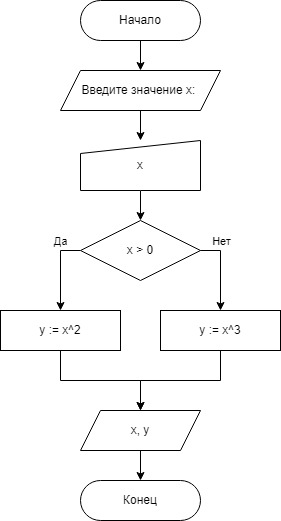 Начало
Введите значение x:
x
x > 0
Да
Нет
y := x^2
y := x^3
x, y
Конец